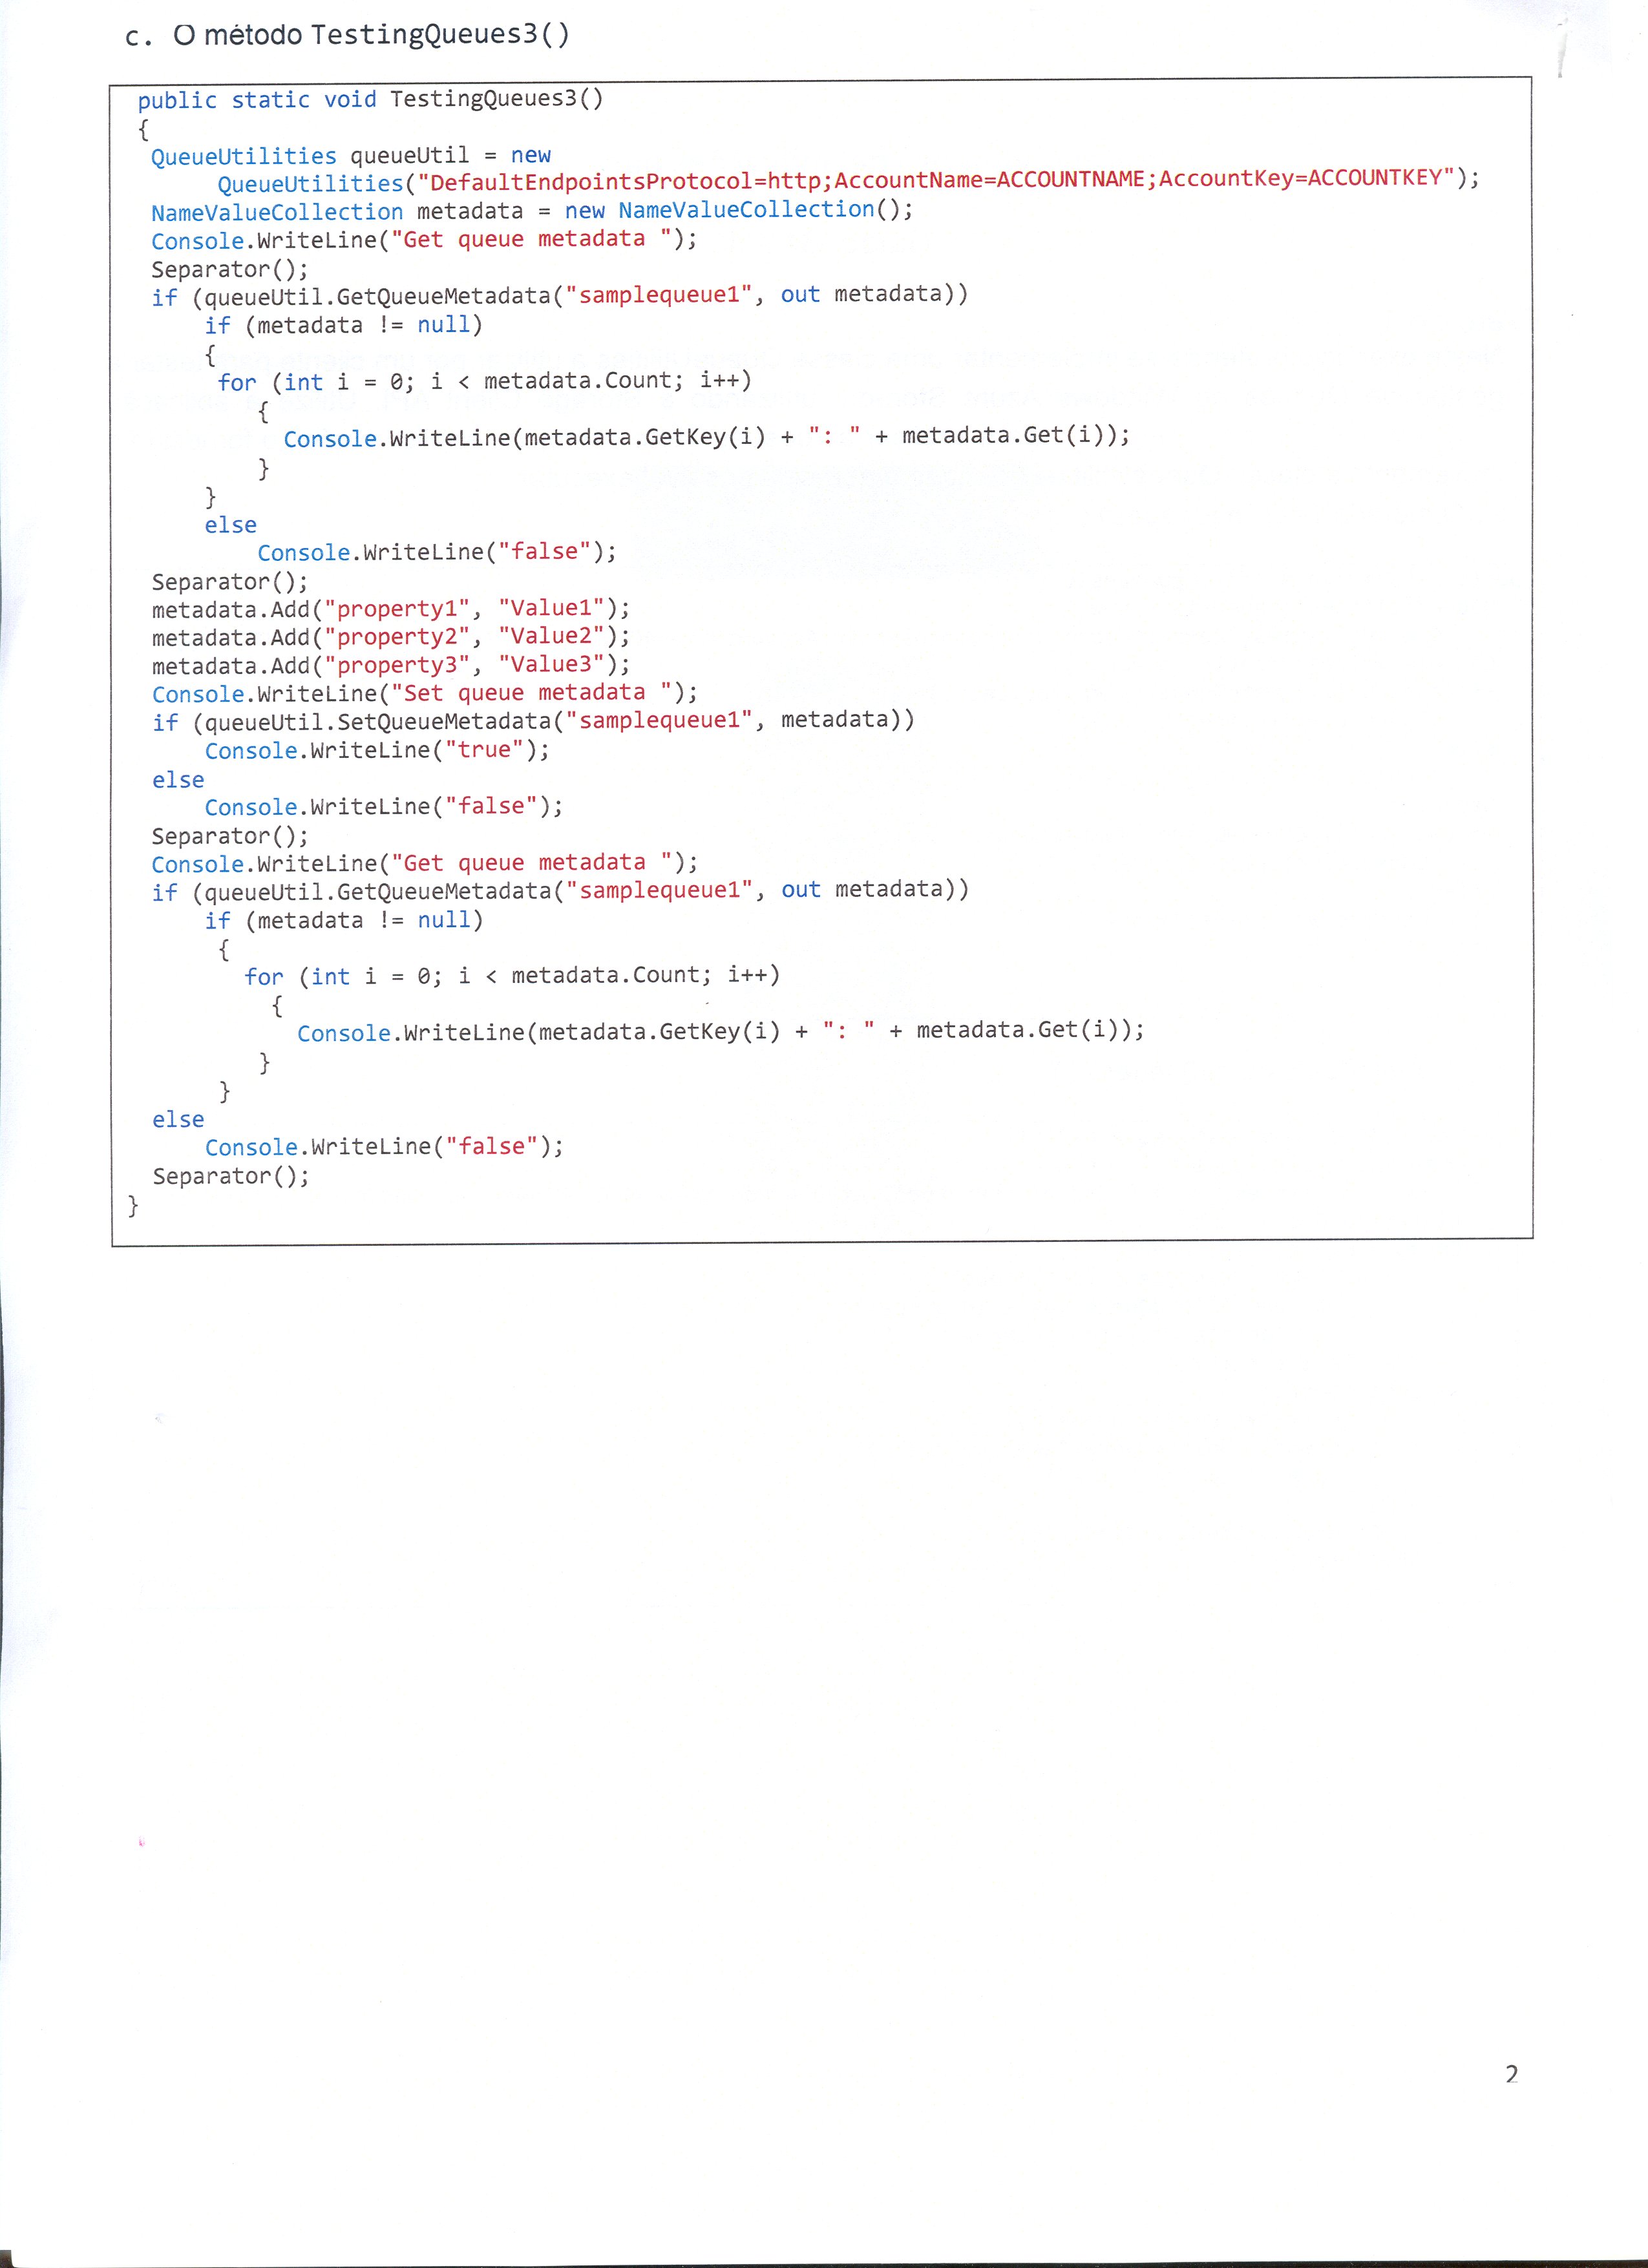 c. O método TestingQueues3()
public static void TestingQueues3()
{
QueueUtilities queueUtil = new
QueueUtilities("DefaultEndpointsProtocol=http;AccountName=ACCOUNTNAME;AccountKey=ACCOUNTKEY");
NameValueCollection metadata = new NameValueCollection();
Console.WriteLine("Get queue metadata ");
Separator();
if (queueUtil.GetQueueMetadata("samplequeue1", out metadata))
if (metadata != null)
{
for (int i = 0; i < metadata.Count; i++)
{
Console.WriteLine(metadata.GetKey(i) + ": " + metadata.Get(i));
}
}
else
Console.WriteLine("false");
Separator();
metadata.Add("property1", "Value1");
metadata.Add("property2", "Value2");
metadata.Add("property3", "Value3");
Console.WriteLine("Set queue metadata ");
if (queueUtil.SetQueueMetadata("samplequeue1", metadata))
Console.WriteLine("true");
else
Console.WriteLine("false");
Separator();
Console.WriteLine("Get queue metadata ");
if (queueUtil.GetQueueMetadata("samplequeue1", out metadata))
if (metadata != null)
{
for (int i = 0; i < metadata.Count; i++)
{
Console.WriteLine(metadata.GetKey(i) + ": " + metadata.Get(i));
}
}
else
Console.WriteLine("false");
Separator();
}
2